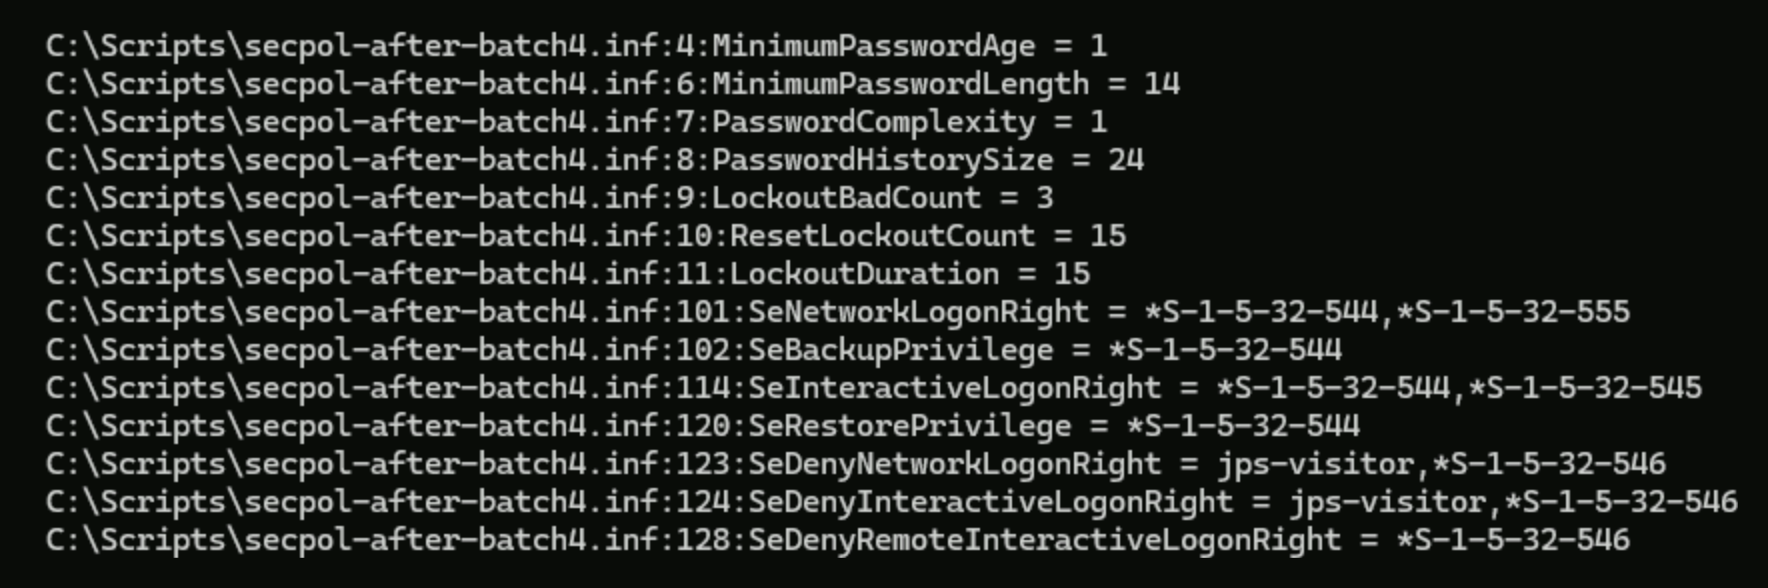 C:\Scripts\secpol-after-batch4.inf:4:MinimumPasswordAge = 1
C:\Scripts\secpol-after-batch4.inf:6:MinimumPasswordLength = 14
C:\Scripts\secpol-after-batch4.inf:7:PasswordComplexity = 1
C:\Scripts\secpol-after-batch4.inf:8:PasswordHistorySize = 24
C:\Scripts\secpol-after-batch4.inf:9:LockoutBadCount = 3
C:\Scripts\secpol-after-batch4.inf:10:ResetLockoutCount = 15
C:\Scripts\secpol-after-batch4.inf:11:LockoutDuration = 15
C:\Scripts\secpol-after-batch4.inf:101:SeNetworkLogonRight = *S-1-5-32-544,*S-1-5-32-555
C:\Scripts\secpol-after-batch4.inf:102:SeBackupPrivilege = *S-1-5-32-544
C:\Scripts\secpol-after-batch4.inf:114:SeInteractiveLogonRight = *S-1-5-32-544,*S-1-5-32-545
C:\Scripts\secpol-after-batch4.inf:120:SeRestorePrivilege = *S-1-5-32-544
C:\Scripts\secpol-after-batch4.inf:123:SeDenyNetworkLogonRight = jps-visitor,*S-1-5-32-546
C:\Scripts\secpol-after-batch4.inf:124:SeDenyInteractiveLogonRight = jps-visitor,*S-1-5-32-546
C:\Scripts\secpol-after-batch4.inf:128:SeDenyRemoteInteractiveLogonRight = *S-1-5-32-546